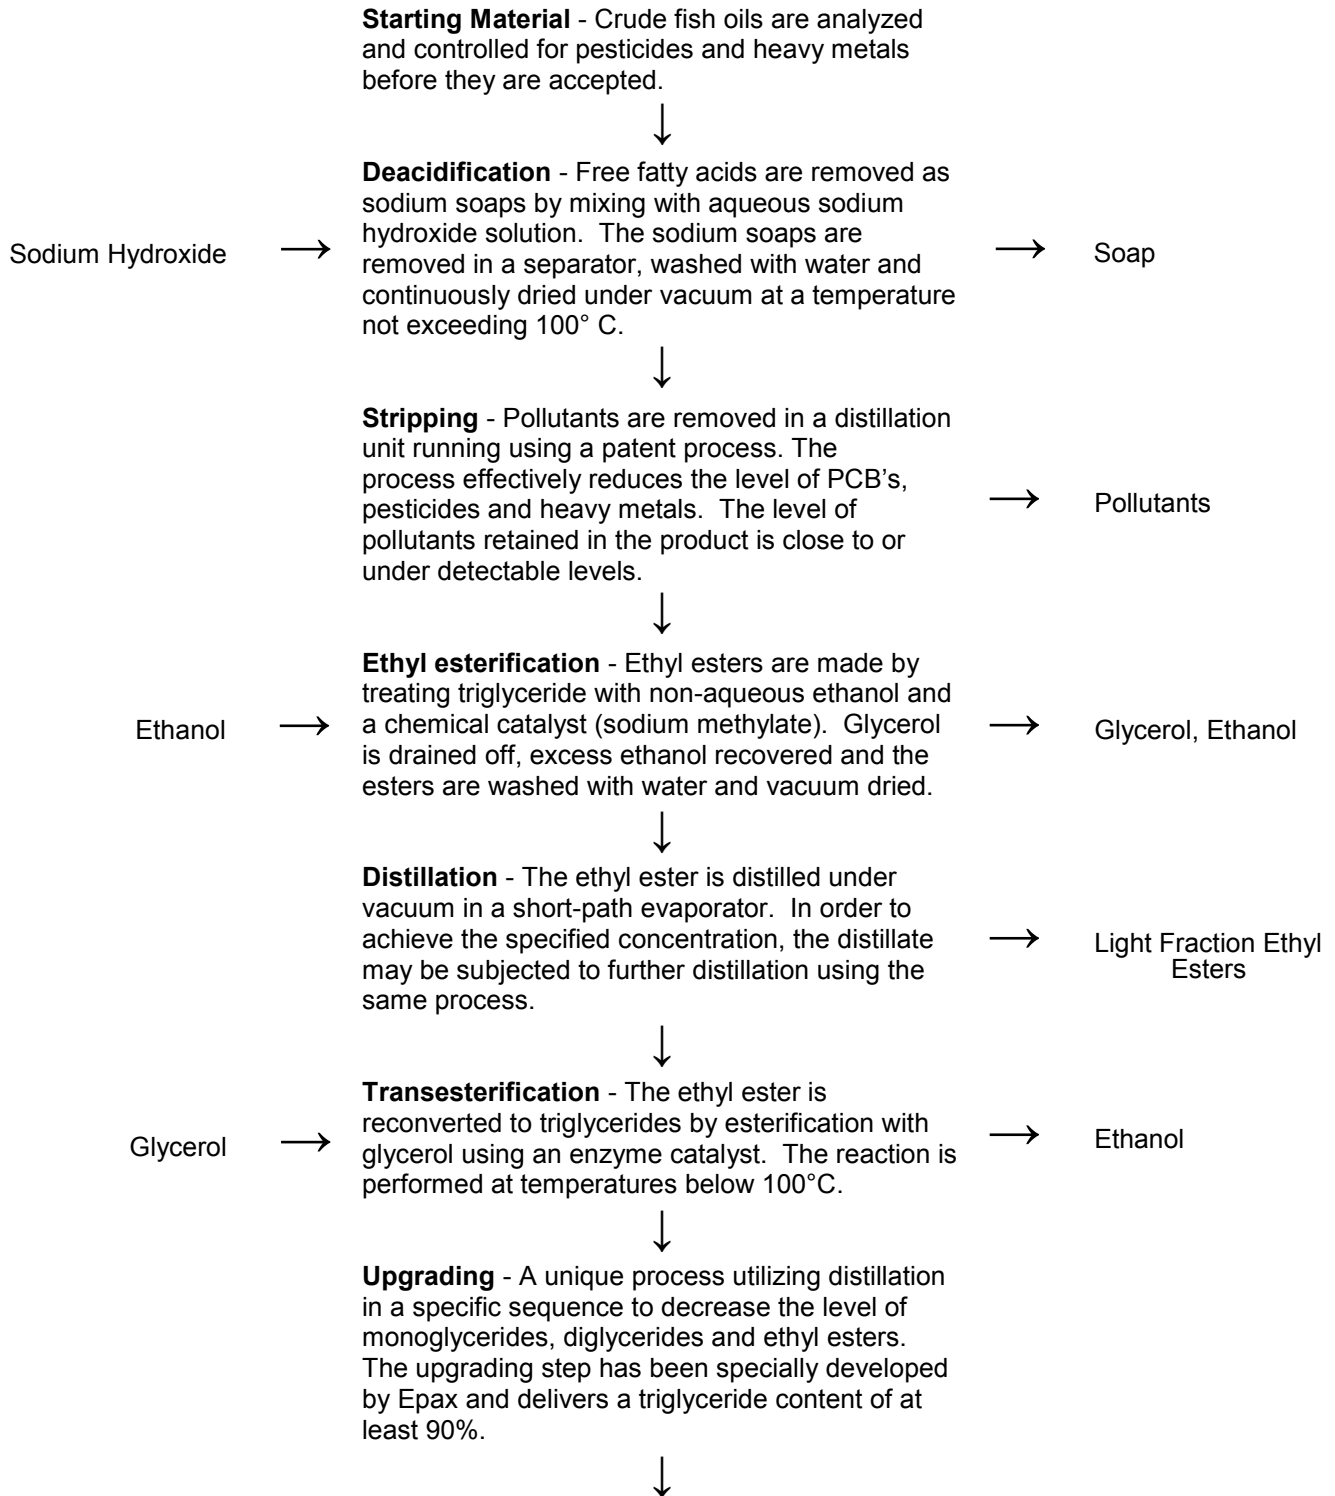 Starting Material - Crude fish oils are analyzed
and controlled for pesticides and heavy metals
before they are accepted.
↓
Deacidification - Free fatty acids are removed as
sodium soaps by mixing with aqueous sodium
hydroxide solution.  The sodium soaps are
removed in a separator, washed with water and
continuously dried under vacuum at a temperature
not exceeding 100° C.
Sodium Hydroxide →
→ Soap
↓
Stripping - Pollutants are removed in a distillation
unit running using a patent process. The
process effectively reduces the level of PCB’s,
pesticides and heavy metals.  The level of
pollutants retained in the product is close to or
under detectable levels.
→ Pollutants
↓
Ethyl esterification - Ethyl esters are made by
treating triglyceride with non-aqueous ethanol and
a chemical catalyst (sodium methylate).  Glycerol
is drained off, excess ethanol recovered and the
esters are washed with water and vacuum dried.
Ethanol →
→ Glycerol, Ethanol
↓
Distillation - The ethyl ester is distilled under
vacuum in a short-path evaporator.  In order to
achieve the specified concentration, the distillate
may be subjected to further distillation using the
same process.
→ Light Fraction Ethyl
Esters
↓
Transesterification - The ethyl ester is
reconverted to triglycerides by esterification with
glycerol using an enzyme catalyst.  The reaction is
performed at temperatures below 100°C.
Glycerol →
→ Ethanol
↓
Upgrading - A unique process utilizing distillation
in a specific sequence to decrease the level of
monoglycerides, diglycerides and ethyl esters.
The upgrading step has been specially developed
by Epax and delivers a triglyceride content of at
least 90%.
↓